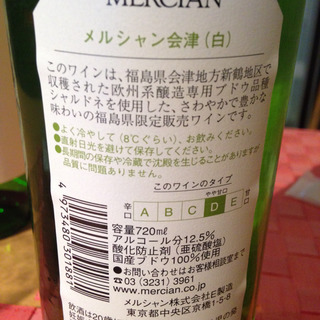 MERCIAN
メルシャン会津（白）
このワインは、福島県会津地方新鶴地区で
収穫された欧州系醸造専用ブドウ品種
シャルドネを使用した、さわやかで豊かな
味わいの福島県限定販売ワインです。
●よく冷やして（8℃ぐらい）、お飲みください。
●直射日光を避けて保存してください。
●長期間の保存や冷蔵で沈殿を生じることがありますが
品質に問題ありません。
このワインのタイプ
やや甘口
辛口 A B C D E 甘口
容量720㎖
アルコール分12.5%
酸化防止剤（亜硫酸塩）
国産ブドウ100%使用
●お問い合わせはお客様相談室まで
☎ 03（3231）3961
www.mercian.co.jp
メルシャン株式会社E製造
東京都中央区京橋1-5-8
飲酒は20歳に
4 973480 501881